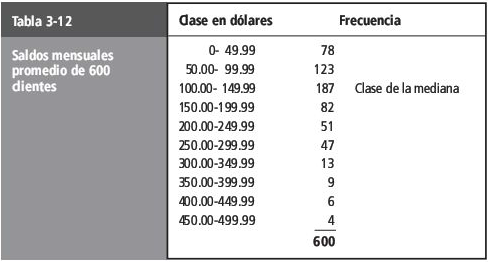 Tabla 3-12 Clase en dólares Frecuencia
Saldos mensuales
promedio de 600
clientes
0- 49.99 78
50.00- 99.99 123
100.00- 149.99 187 Clase de la mediana
150.00-199.99 82
200.00-249.99 51
250.00-299.99 47
300.00-349.99 13
350.00-399.99 9
400.00-449.99 6
450.00-499.99 4
600